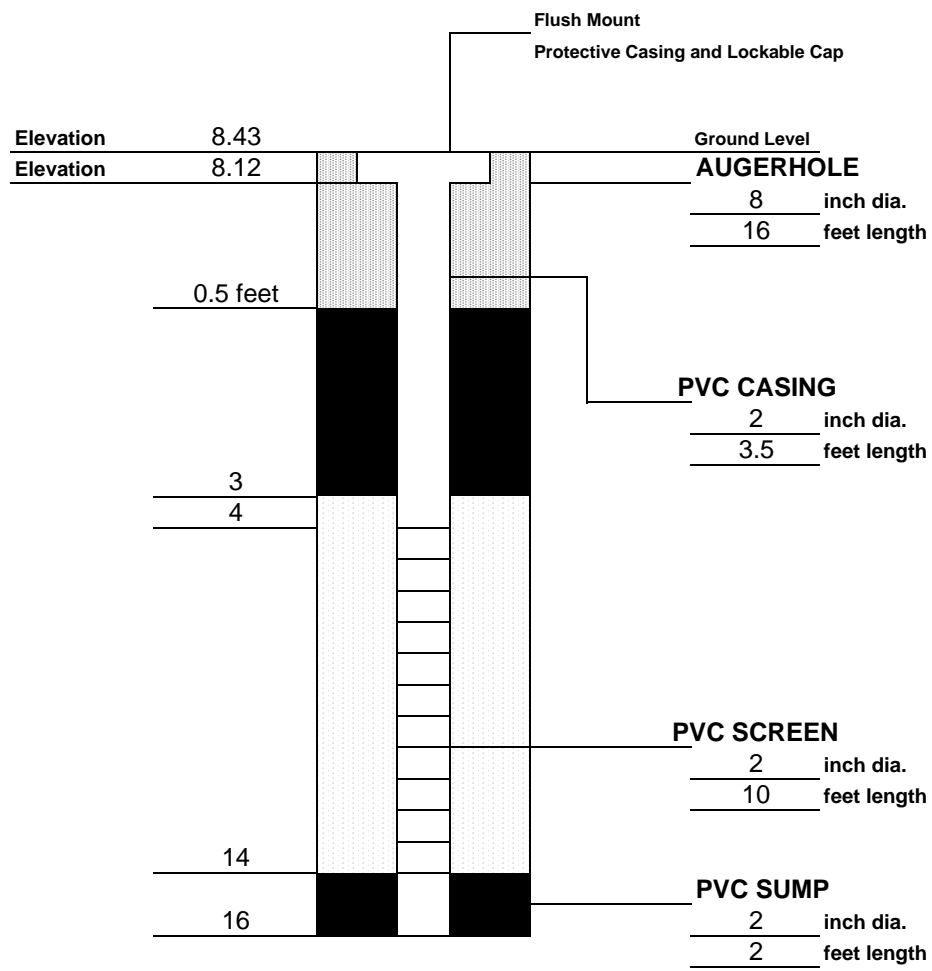 Flush Mount
Protective Casing and Lockable Cap
Elevation 8.43 Ground Level
Elevation 8.12 AUGERHOLE
8 inch dia.
16 feet length
0.5 feet
PVC CASING
2 inch dia.
3.5 feet length
3
4
PVC SCREEN
2 inch dia.
10 feet length
14
PVC SUMP
16 2 inch dia.
2 feet length